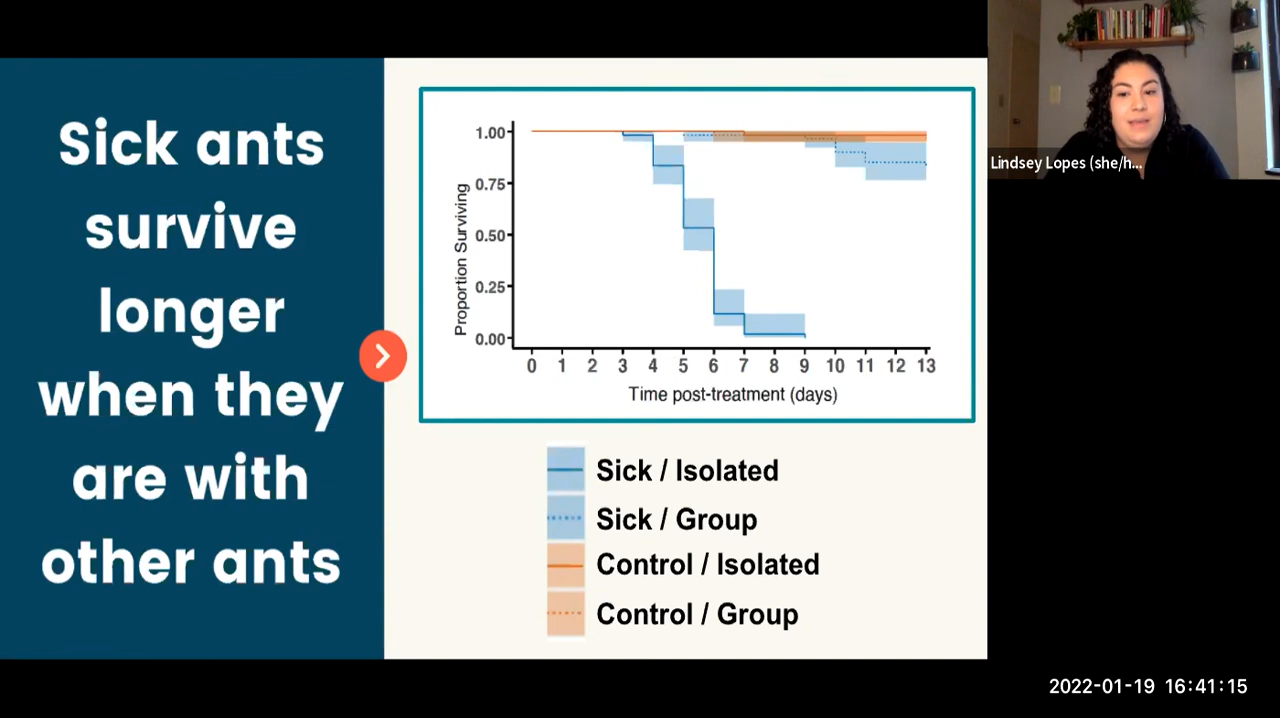 Sick ants
survive
longer
when they
are with
other ants
Proportion Surviving
1.00
0.75
0.50
0.25
0.00
0 1 2 3 4 5 6 7 8 9 10 11 12 13
Time post-treatment (days)
Sick / Isolated
Sick / Group
Control / Isolated
Control / Group
Lindsey Lopes (she/h...
2022-01-19 16:41:15